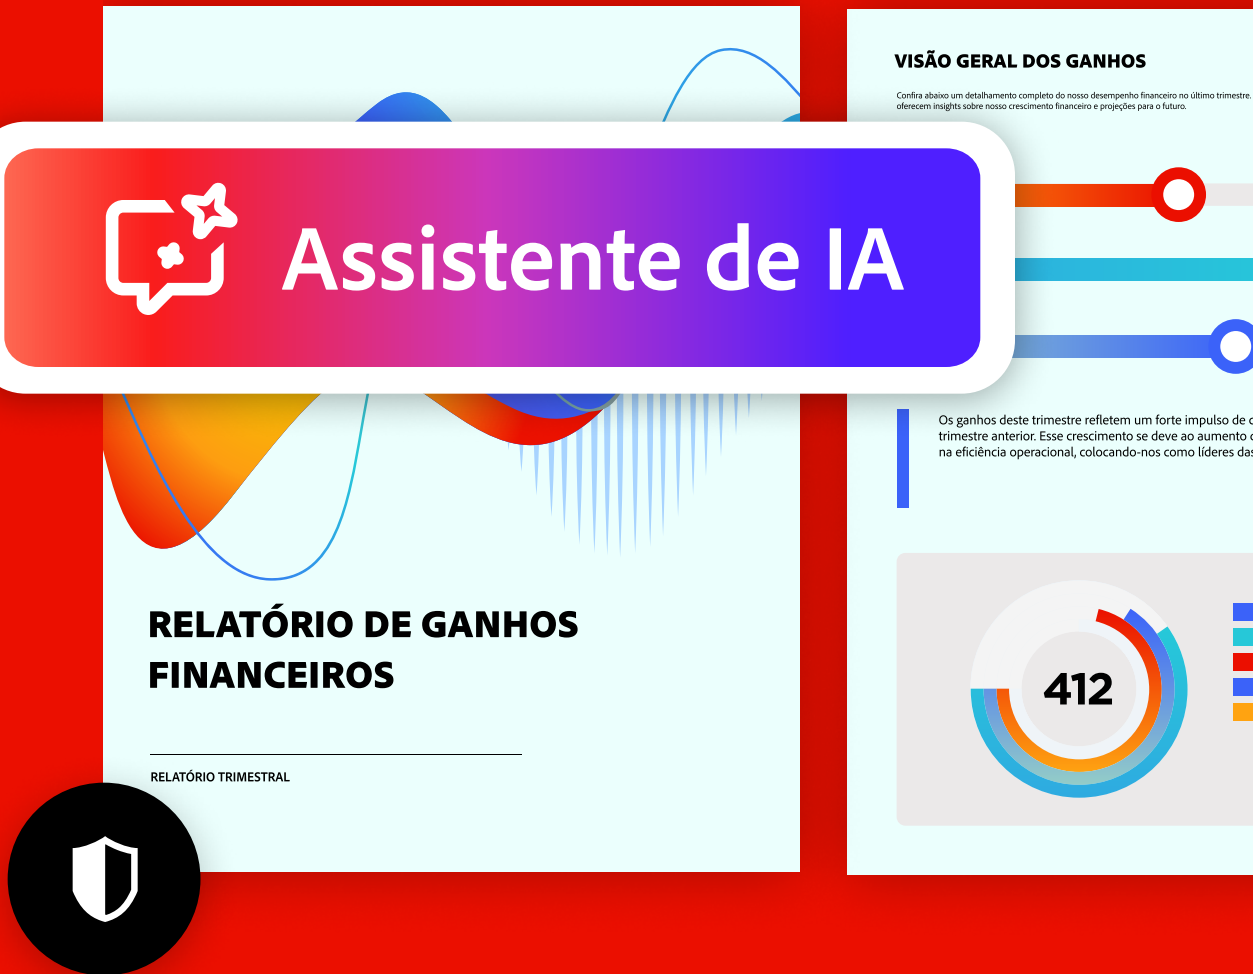 VISÃO GERAL DOS GANHOS
Confira abaixo um detalhamento completo do nosso desempenho financeiro no último trimestre.
oferecem insights sobre nosso crescimento financeiro e projeções para o futuro.
Assistente de IA
Os ganhos deste trimestre refletem um forte impulso de
trimestre anterior. Esse crescimento se deve ao aumento
na eficiência operacional, colocando-nos como líderes das
RELATÓRIO DE GANHOS
FINANCEIROS
412
RELATÓRIO TRIMESTRAL